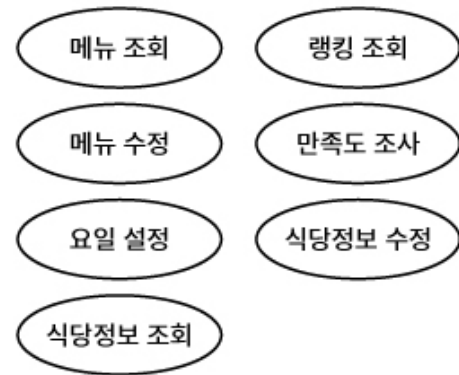 메뉴 조회
랭킹 조회
메뉴 수정
만족도 조사
요일 설정
식당정보 수정
식당정보 조회